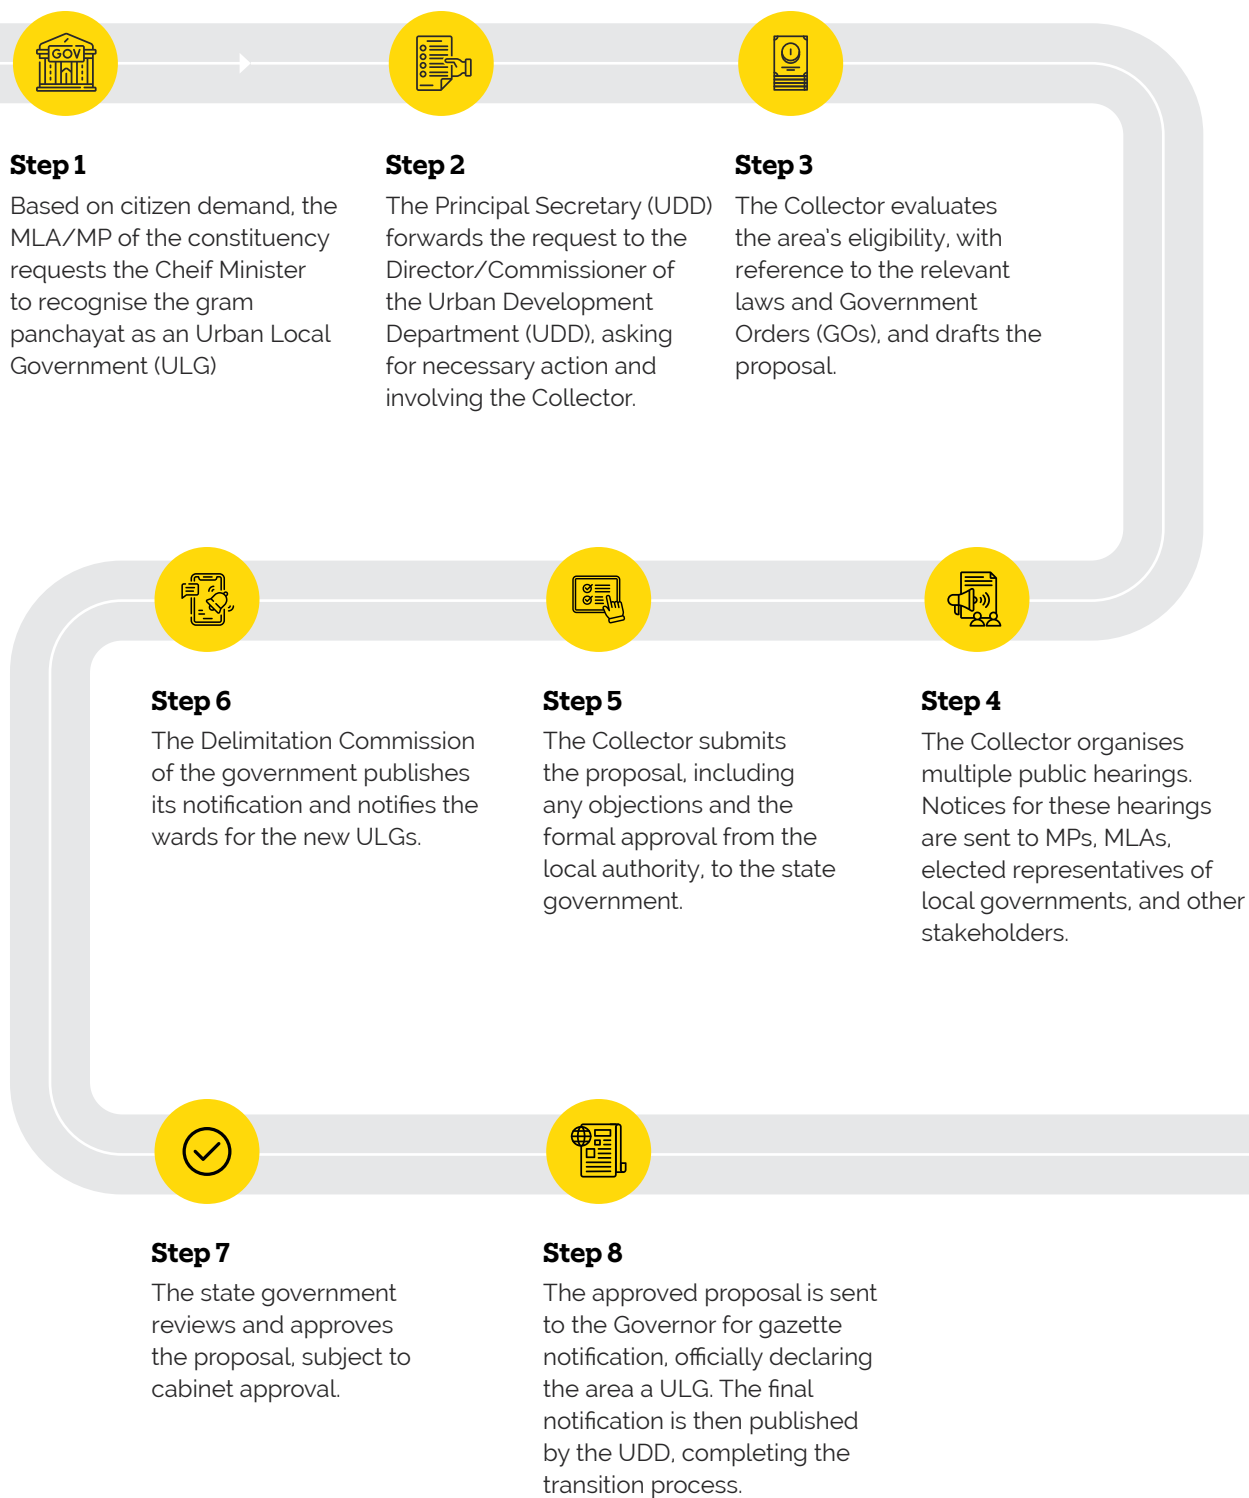 GOV
Step 1
Based on citizen demand, the
MLA/MP of the constituency
requests the Cheif Minister
to recognise the gram
panchayat as an Urban Local
Government (ULG)
Step 2
The Principal Secretary (UDD)
forwards the request to the
Director/Commissioner of
the Urban Development
Department (UDD), asking
for necessary action and
involving the Collector.
Step 3
The Collector evaluates
the area's eligibility, with
reference to the relevant
laws and Government
Orders (GOs), and drafts the
proposal.
Step 4
The Collector organises
multiple public hearings.
Notices for these hearings
are sent to MPs, MLAs,
elected representatives of
local governments, and other
stakeholders.
Step 5
The Collector submits
the proposal, including
any objections and the
formal approval from the
local authority, to the state
government.
Step 6
The Delimitation Commission
of the government publishes
its notification and notifies the
wards for the new ULGs.
Step 7
The state government
reviews and approves
the proposal, subject to
cabinet approval.
Step 8
The approved proposal is sent
to the Governor for gazette
notification, officially declaring
the area a ULG. The final
notification is then published
by the UDD, completing the
transition process.